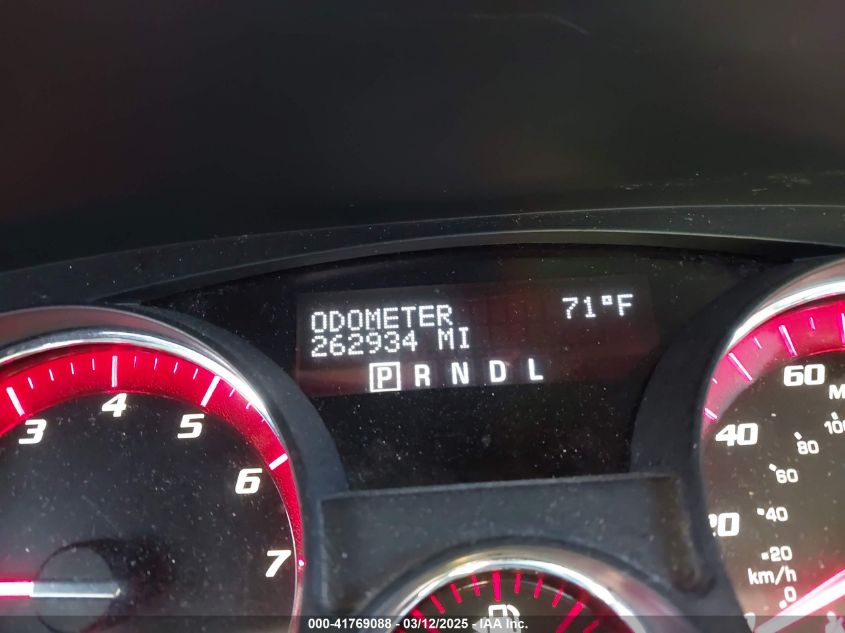 ODOMETER 71°F
262934 MI
P R N D L
3 4 5 6 7
40 60
20 40 60 80 100
km/h
0
000-41769088 - 03/12/2025 - IAA Inc.